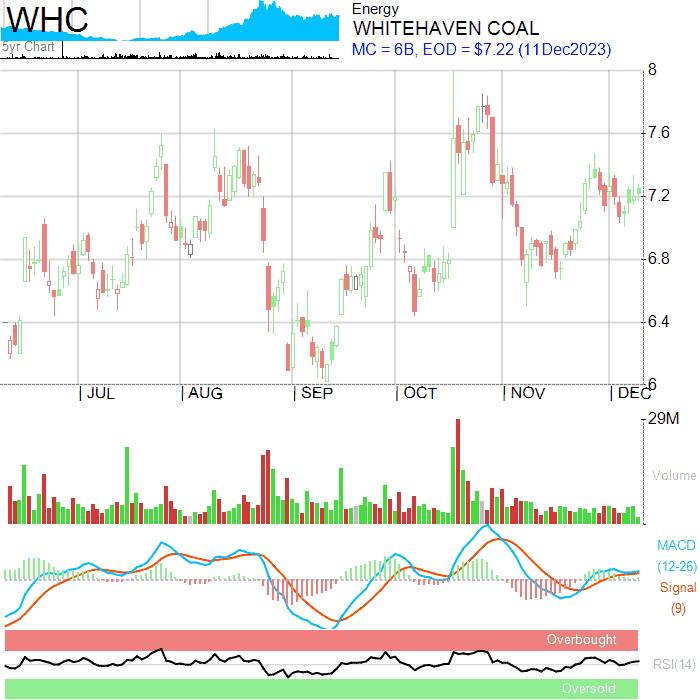 WHC
5yr Chart
Energy
WHITEHAVEN COAL
MC = 6B, EOD = $7.22 (11Dec2023)
8
7.6
7.2
6.8
6.4
6
JUL AUG SEP OCT NOV DEC
29M
Volume
MACD
(12-26)
Signal
(9)
Overbought
RSI(14)
Oversold